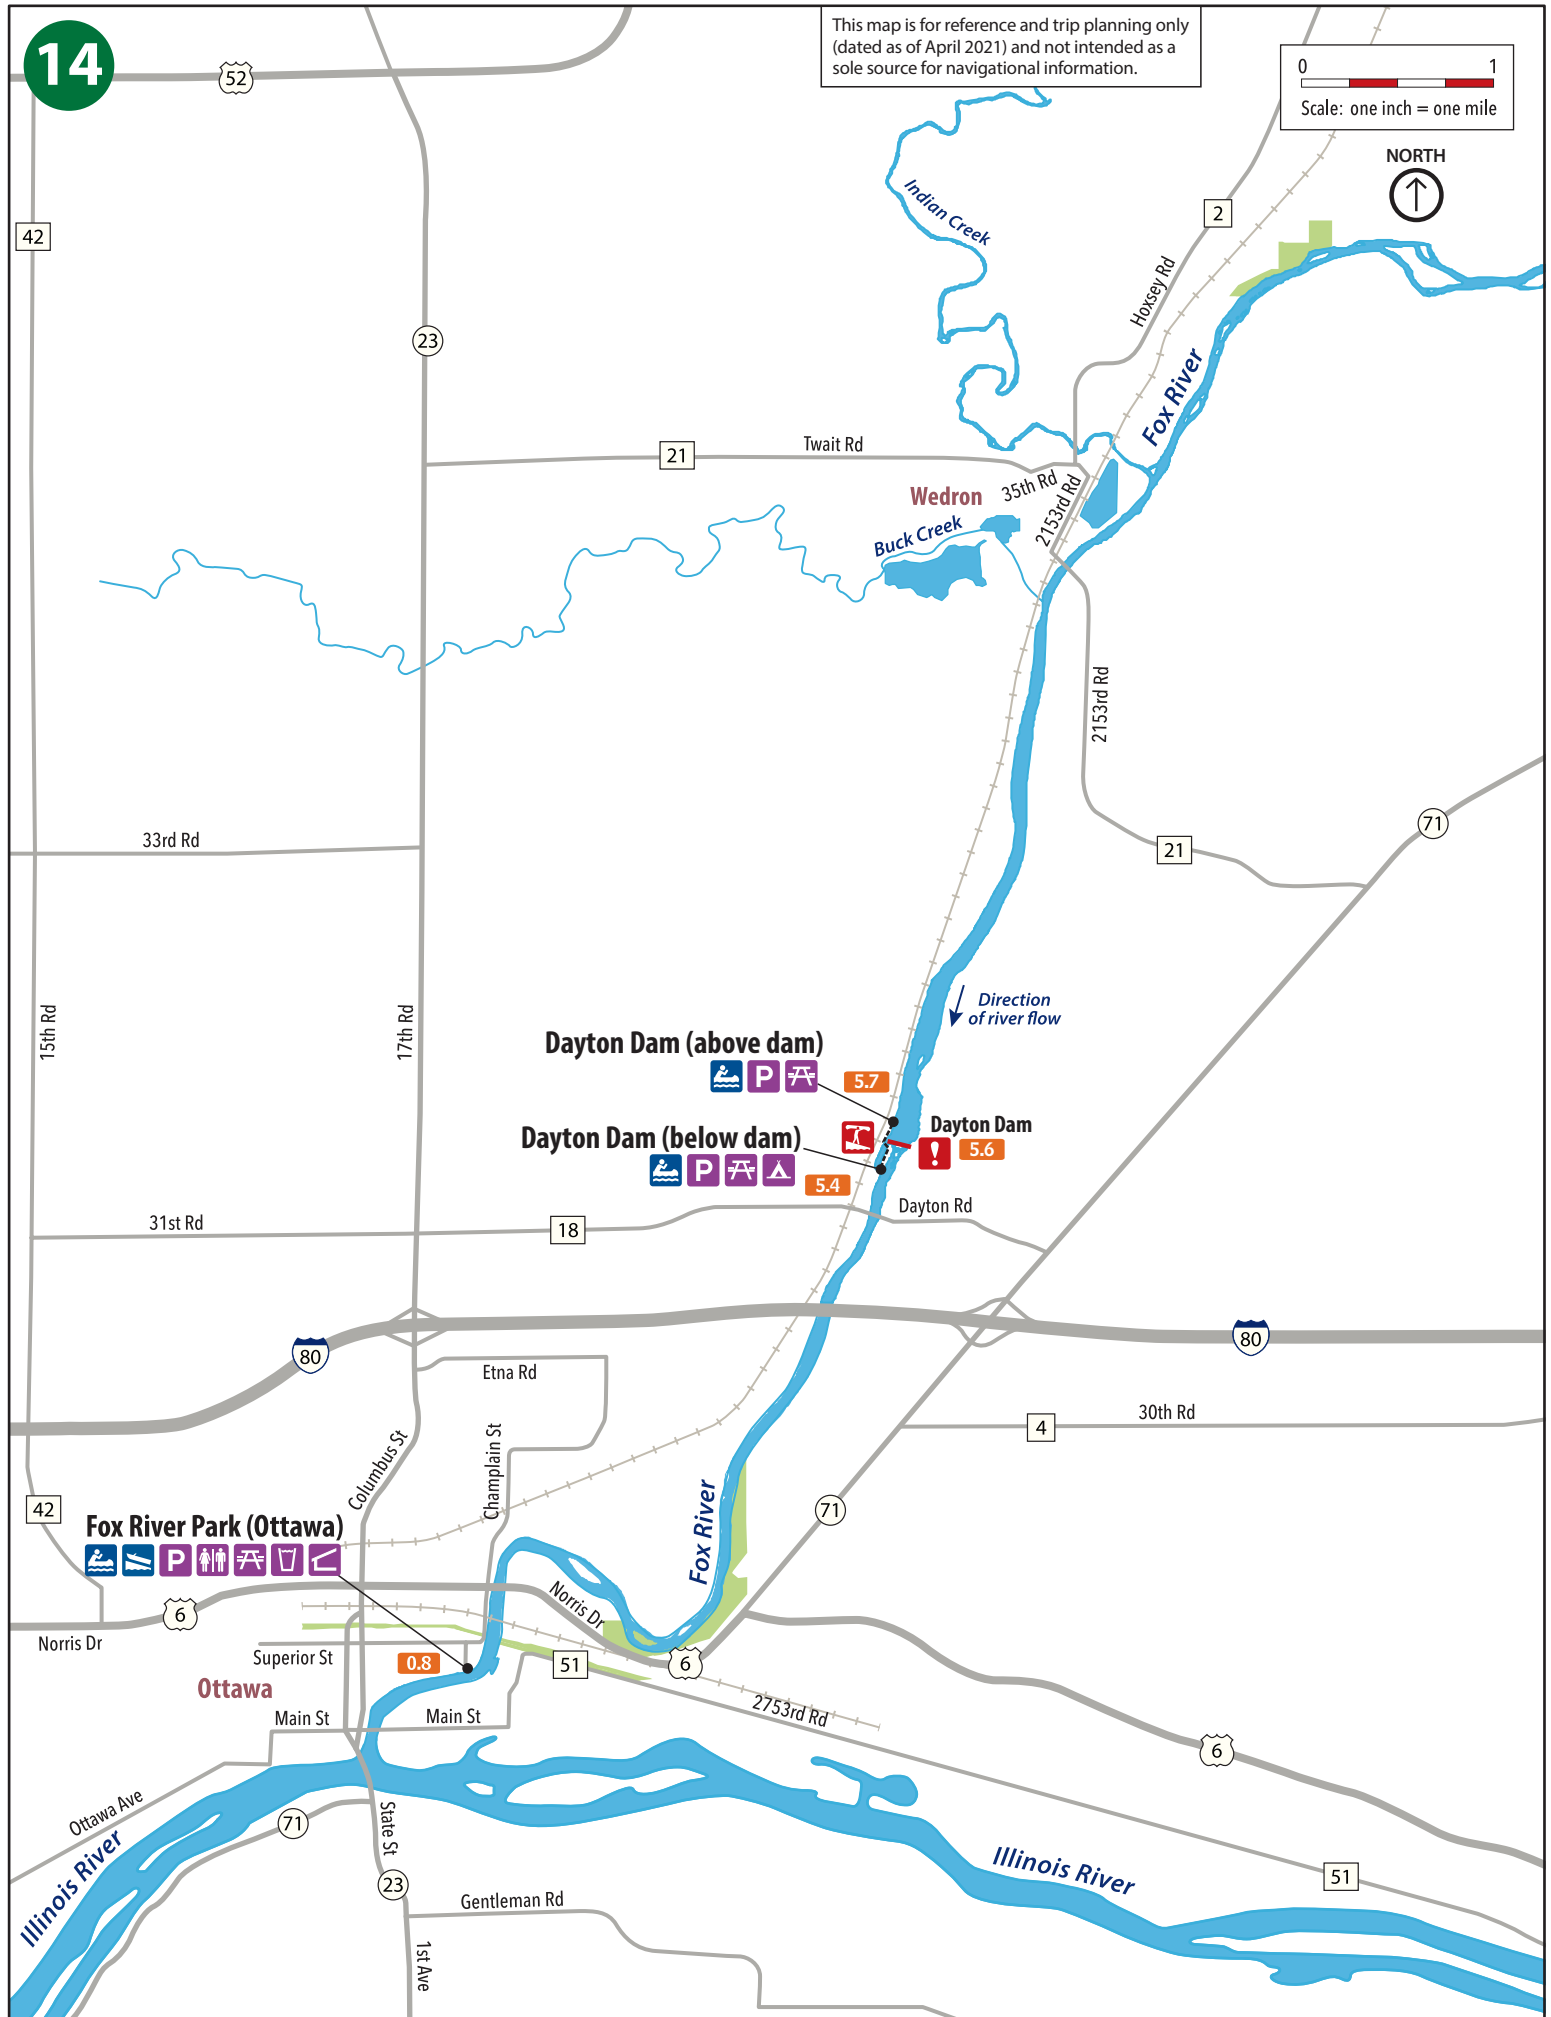 14
This map is for reference and trip planning only
(dated as of April 2021) and not intended as a
sole source for navigational information.
0 1
Scale: one inch = one mile
NORTH
52
42
23
2
Indian Creek
Hoxsey Rd
Fox River
21
Twait Rd
35th Rd
Wedron
2153rd Rd
Buck Creek
2153rd Rd
33rd Rd
71
21
15th Rd
17th Rd
Direction
of river flow
Dayton Dam (above dam)
P
5.7
Dayton Dam
5.6
Dayton Dam (below dam)
P
5.4
Dayton Rd
31st Rd
18
80
80
Etna Rd
30th Rd
4
Columbus St
Champlain St
42
71
Fox River
Fox River Park (Ottawa)
P
6
Norris Dr
Norris Dr
Superior St
0.8
51
6
Ottawa
Main St
Main St
2753rd Rd
6
Ottawa Ave
71
State St
Illinois River
Illinois River
51
23
Gentleman Rd
1st Ave